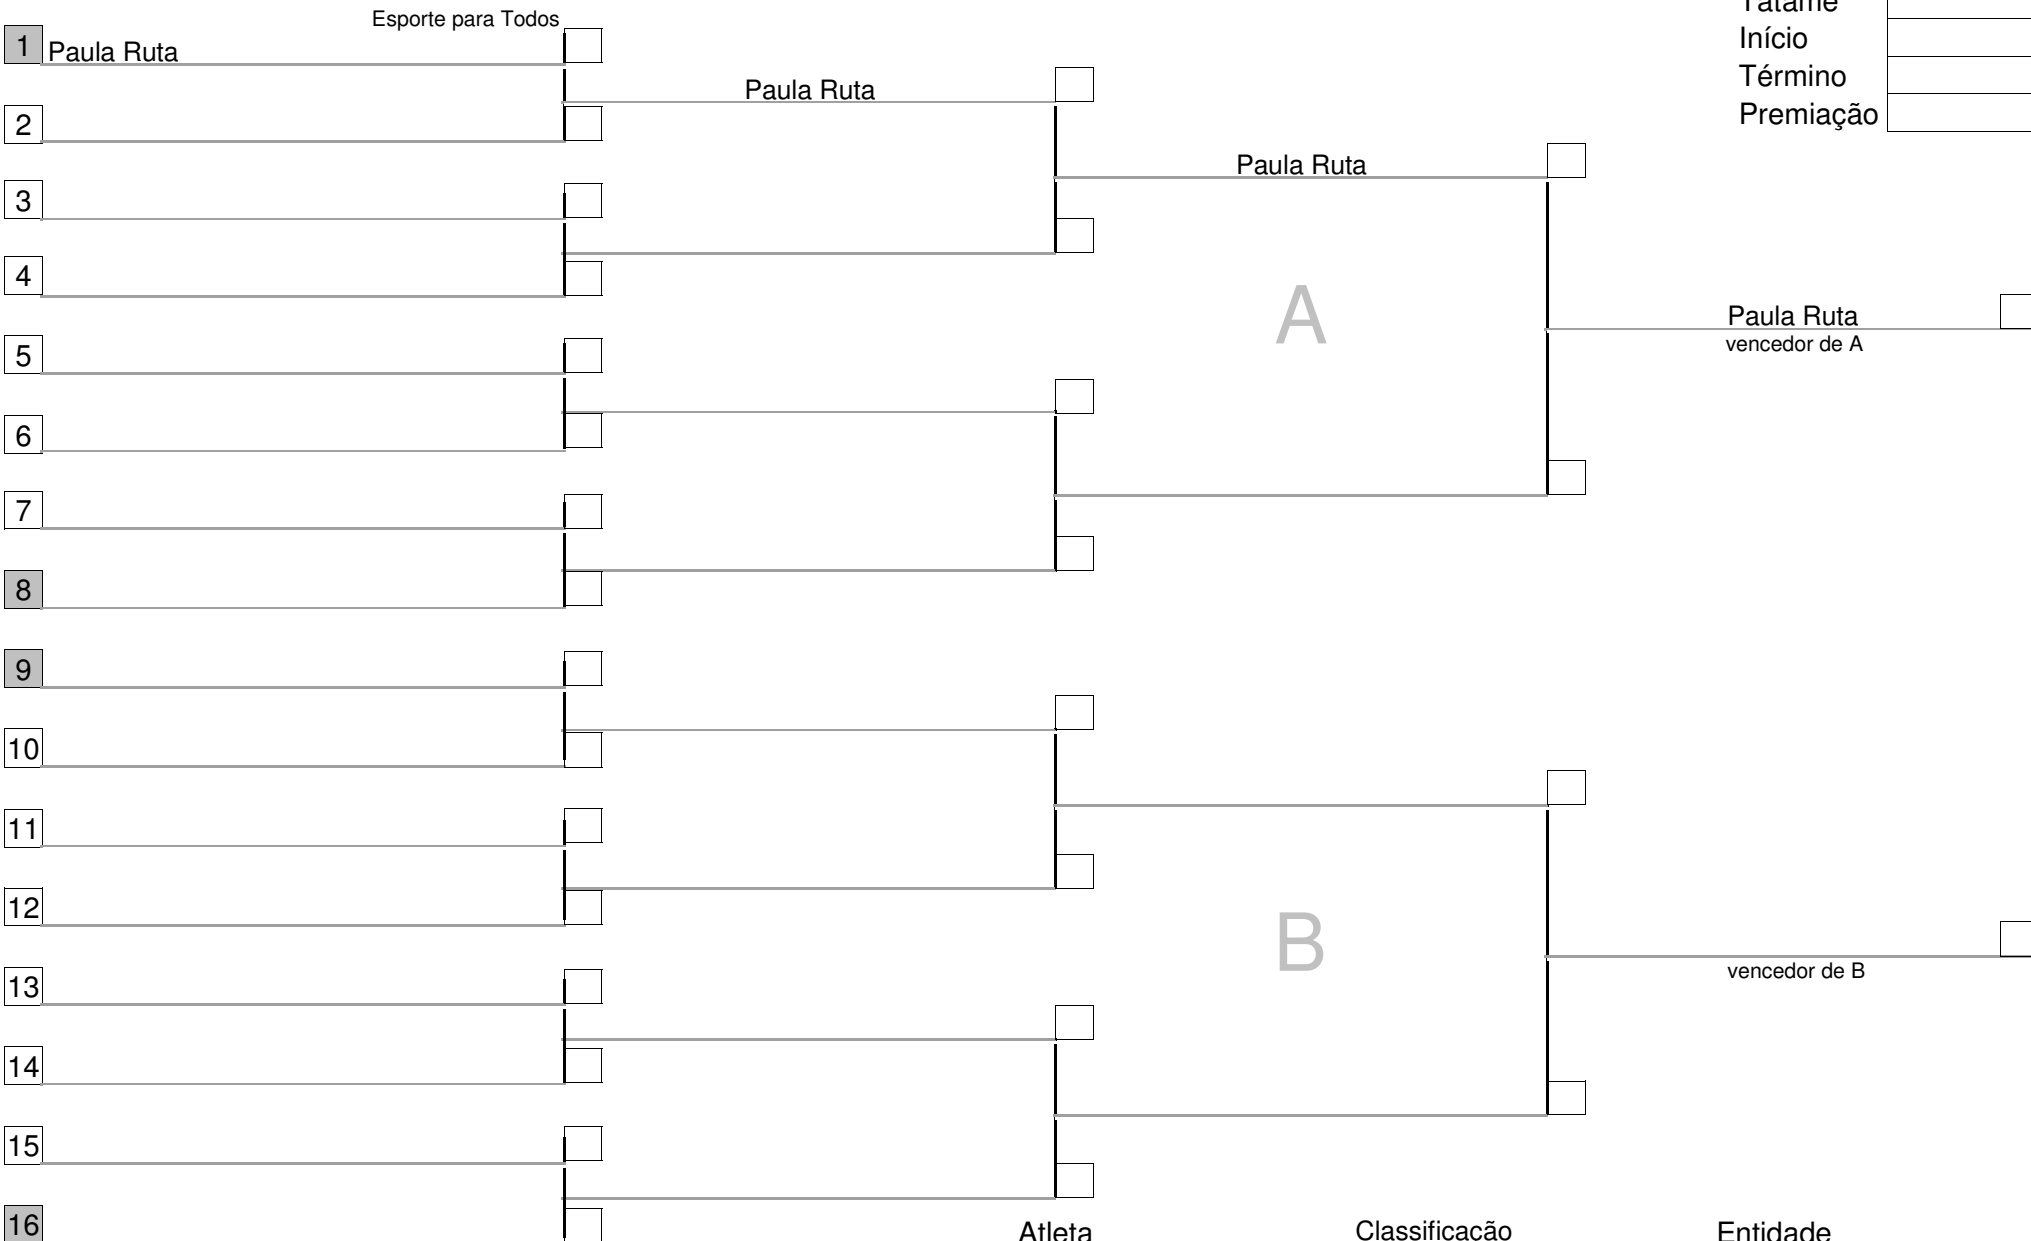 Esporte para Todos
1 Paula Ruta
Tatame
Início
Término
Premiação
Paula Ruta
2
Paula Ruta
3
4
A
Paula Ruta
vencedor de A
5
6
7
8
9
10
11
12
B
vencedor de B
13
14
15
16
Atleta Classificação Entidade